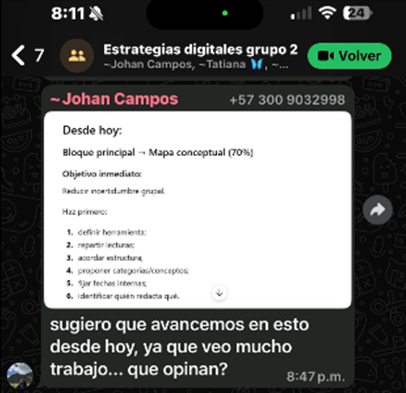 8:11
24
7
Estrategias digitales grupo 2
~Johan Campos, ~Tatiana 🦋, ~...
Volver
~Johan Campos
+57 300 9032998
Desde hoy:
Bloque principal → Mapa conceptual (70%)
Objetivo inmediato:
Reducir incertidumbre grupal.
Haz primero:
1. definir herramienta;
2. repartir lecturas;
3. acordar estructura;
4. proponer categorías/conceptos;
5. fijar fechas internas;
6. identificar quién redacta qué.
sugiero que avancemos en esto
desde hoy, ya que veo mucho
trabajo... que opinan?
8:47 p.m.